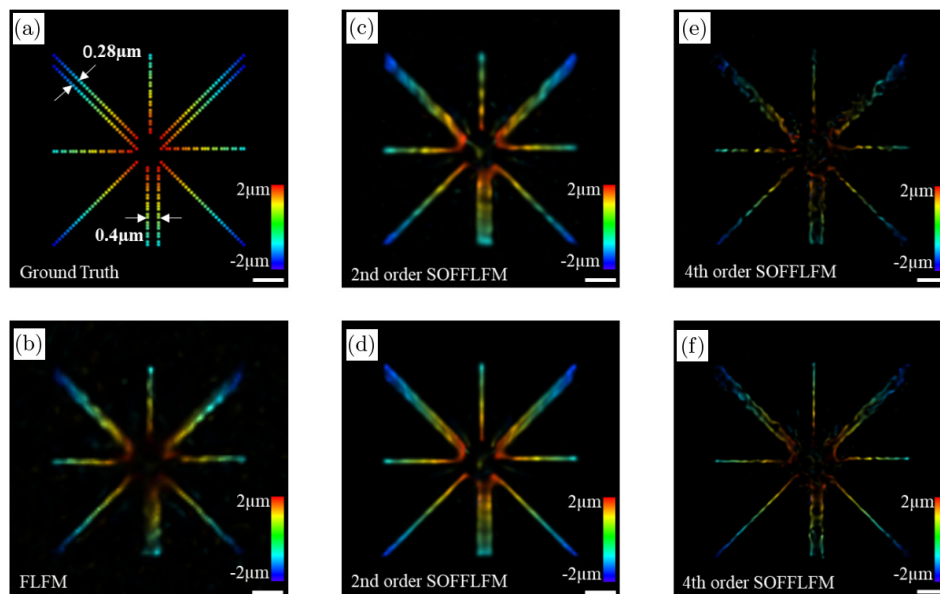 (a)
0.28μm
0.4μm
2μm
-2μm
Ground Truth
(c)
2μm
-2μm
2nd order SOFFLFM
(e)
2μm
-2μm
4th order SOFFLFM
(b)
2μm
-2μm
FLFM
(d)
2μm
-2μm
2nd order SOFFLFM
(f)
2μm
-2μm
4th order SOFFLFM